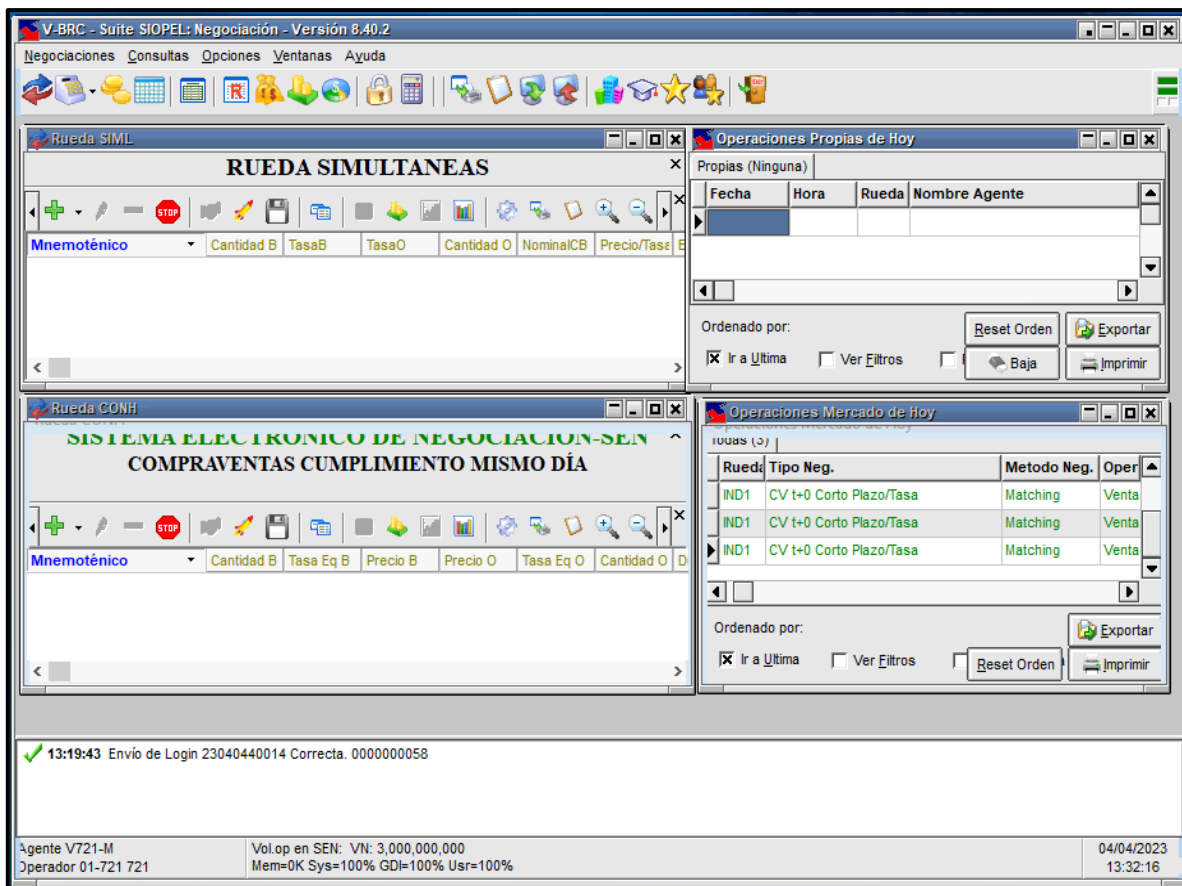 V-BRC - Suite SIOPEL: Negociación - Versión 8.40.2
Negociaciones Consultas Opciones Ventanas Ayuda
Rueda SIML
RUEDA SIMULTANEAS
STOP
Mnemoténico Cantidad B TasaB TasaO Cantidad O NominalCB Precio/Tasa
Operaciones Propias de Hoy
Propias (Ninguna)
Fecha Hora Rueda Nombre Agente
Ordenado por:
Reset Orden Exportar
Ir a Ultima Ver Filtros Baja Imprimir
Rueda CONH
SISTEMA ELECTRONICO DE NEGOCIACION-SEN
COMPRAVENTAS CUMPLIMIENTO MISMO DÍA
STOP
Mnemoténico Cantidad B Tasa Eq B Precio B Precio O Tasa Eq O Cantidad O
Operaciones Mercado de Hoy
Todas (3)
Rueda Tipo Neg. Metodo Neg. Oper
IND1 CV t+0 Corto Plazo/Tasa Matching Venta
IND1 CV t+0 Corto Plazo/Tasa Matching Venta
IND1 CV t+0 Corto Plazo/Tasa Matching Venta
Ordenado por:
Exportar
Ir a Ultima Ver Filtros Reset Orden Imprimir
13:19:43 Envío de Login 23040440014 Correcta. 0000000058
Agente V721-M Vol.op en SEN: VN: 3,000,000,000 04/04/2023
Operador 01-721 721 Mem=0K Sys=100% GDI=100% Usr=100% 13:32:16